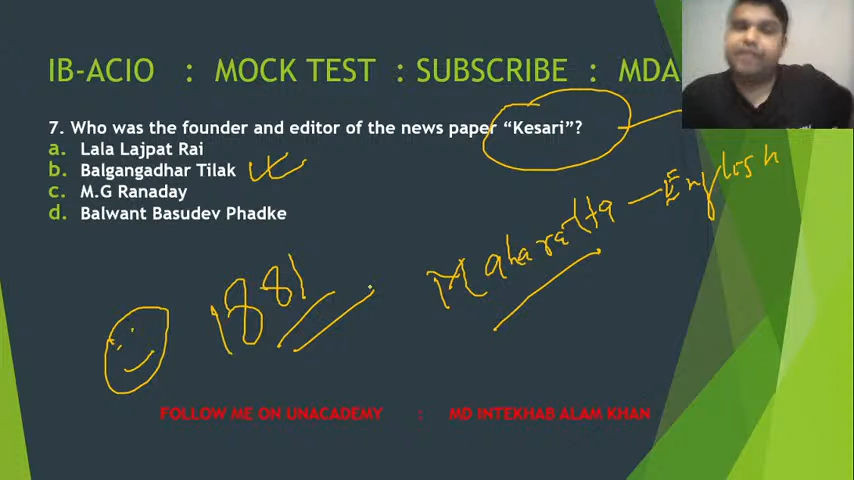 IB-ACIO : MOCK TEST : SUBSCRIBE : MDA
7. Who was the founder and editor of the news paper “Kesari”?
a. Lala Lajpat Rai
b. Balgangadhar Tilak
c. M.G Ranaday
d. Balwant Basudev Phadke
Maharatta — English
1881
FOLLOW ME ON UNACADEMY : MD INTEKHAB ALAM KHAN